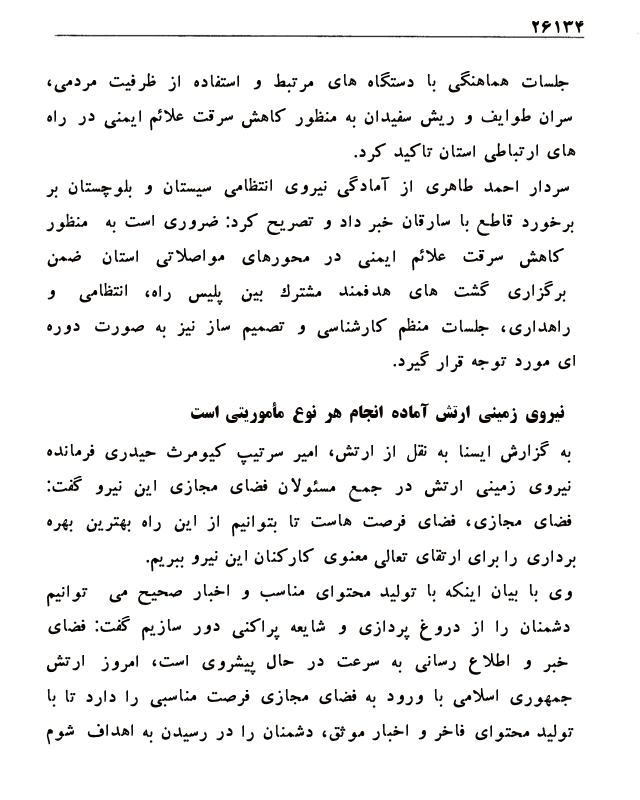 ۲۶۱۳۴
جلسات هماهنگی با دستگاه های مرتبط و استفاده از ظرفیت مردمی،
سران طوایف و ریش سفیدان به منظور کاهش سرقت علائم ایمنی در راه
های ارتباطی استان تاکید کرد.
سردار احمد طاهری از آمادگی نیروی انتظامی سیستان و بلوچستان بر
برخورد قاطع با سارقان خبر داد و تصریح کرد: ضروری است به منظور
کاهش سرقت علائم ایمنی در محورهای مواصلاتی استان ضمن
برگزاری گشت های هدفمند مشترك بین پلیس راه، انتظامی و
راهداری، جلسات منظم کارشناسی و تصمیم ساز نیز به صورت دوره
ای مورد توجه قرار گیرد.
نیروی زمینی ارتش آماده انجام هر نوع مأموریتی است
به گزارش ایسنا به نقل از ارتش، امیر سرتیپ کیومرث حیدری فرمانده
نیروی زمینی ارتش در جمع مسئولان فضای مجازی این نیرو گفت:
فضای مجازی، فضای فرصت هاست تا بتوانیم از این راه بهترین بهره
برداری را برای ارتقای تعالی معنوی کارکنان این نیرو ببریم.
وی با بیان اینکه با تولید محتوای مناسب و اخبار صحیح می توانیم
دشمنان را از دروغ پردازی و شایعه پراکنی دور سازیم گفت: فضای
خبر و اطلاع رسانی به سرعت در حال پیشروی است، امروز ارتش
جمهوری اسلامی با ورود به فضای مجازی فرصت مناسبی را دارد تا با
تولید محتوای فاخر و اخبار موثق، دشمنان را در رسیدن به اهداف شوم